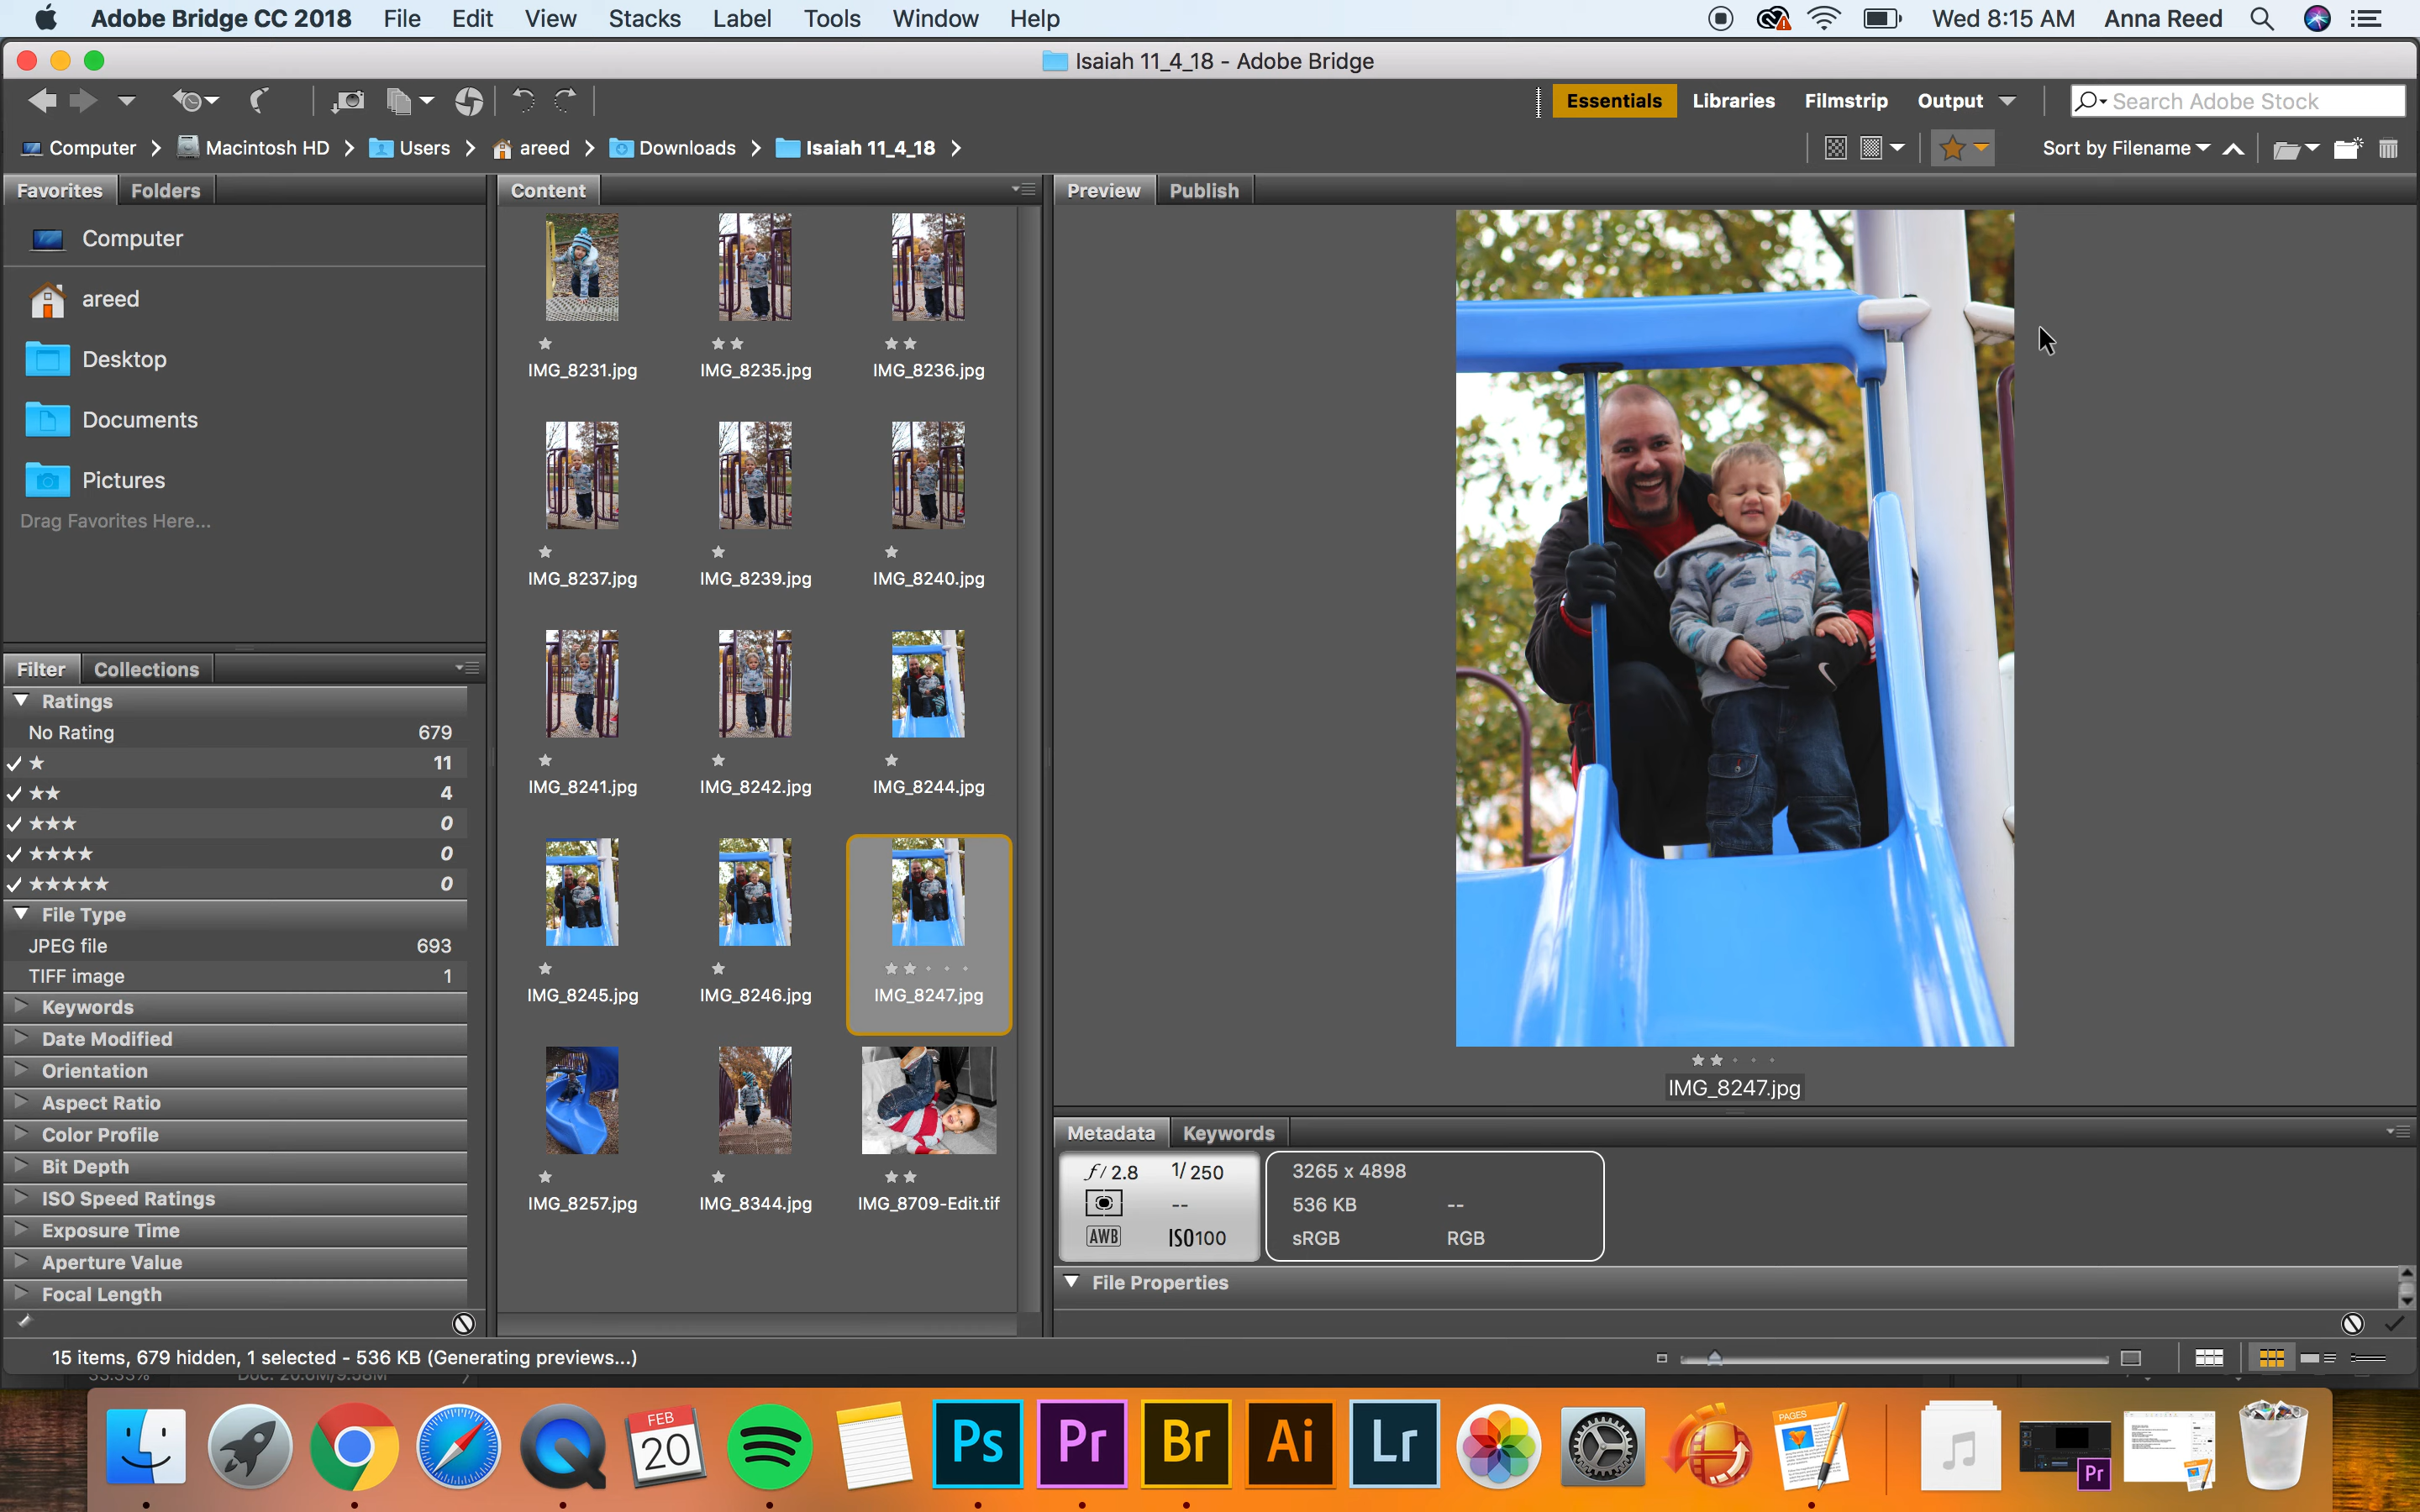 Adobe Bridge CC 2018 File Edit View Stacks Label Tools Window Help Wed 8:15 AM Anna Reed
Isaiah 11_4_18 - Adobe Bridge
Essentials Libraries Filmstrip Output Search Adobe Stock
Computer Macintosh HD Users areed Downloads Isaiah 11_4_18 Sort by Filename
Favorites Folders
Computer
areed
Desktop
Documents
Pictures
Drag Favorites Here...
Filter Collections
Ratings
No Rating 679
★ 11
★★ 4
★★★ 0
★★★★ 0
★★★★★ 0
File Type
JPEG file 693
TIFF image 1
Keywords
Date Modified
Orientation
Aspect Ratio
Color Profile
Bit Depth
ISO Speed Ratings
Exposure Time
Aperture Value
Focal Length
Content
IMG_8231.jpg IMG_8235.jpg IMG_8236.jpg
IMG_8237.jpg IMG_8239.jpg IMG_8240.jpg
IMG_8241.jpg IMG_8242.jpg IMG_8244.jpg
IMG_8245.jpg IMG_8246.jpg IMG_8247.jpg
IMG_8257.jpg IMG_8344.jpg IMG_8709-Edit.tif
Preview Publish
IMG_8247.jpg
Metadata Keywords
f/2.8 1/250
--
AWB ISO100
3265 x 4898
536 KB --
sRGB RGB
File Properties
15 items, 679 hidden, 1 selected - 536 KB (Generating previews...)
33.33%
FEB
20
Ps Pr Br Ai Lr
PAGES
Pr